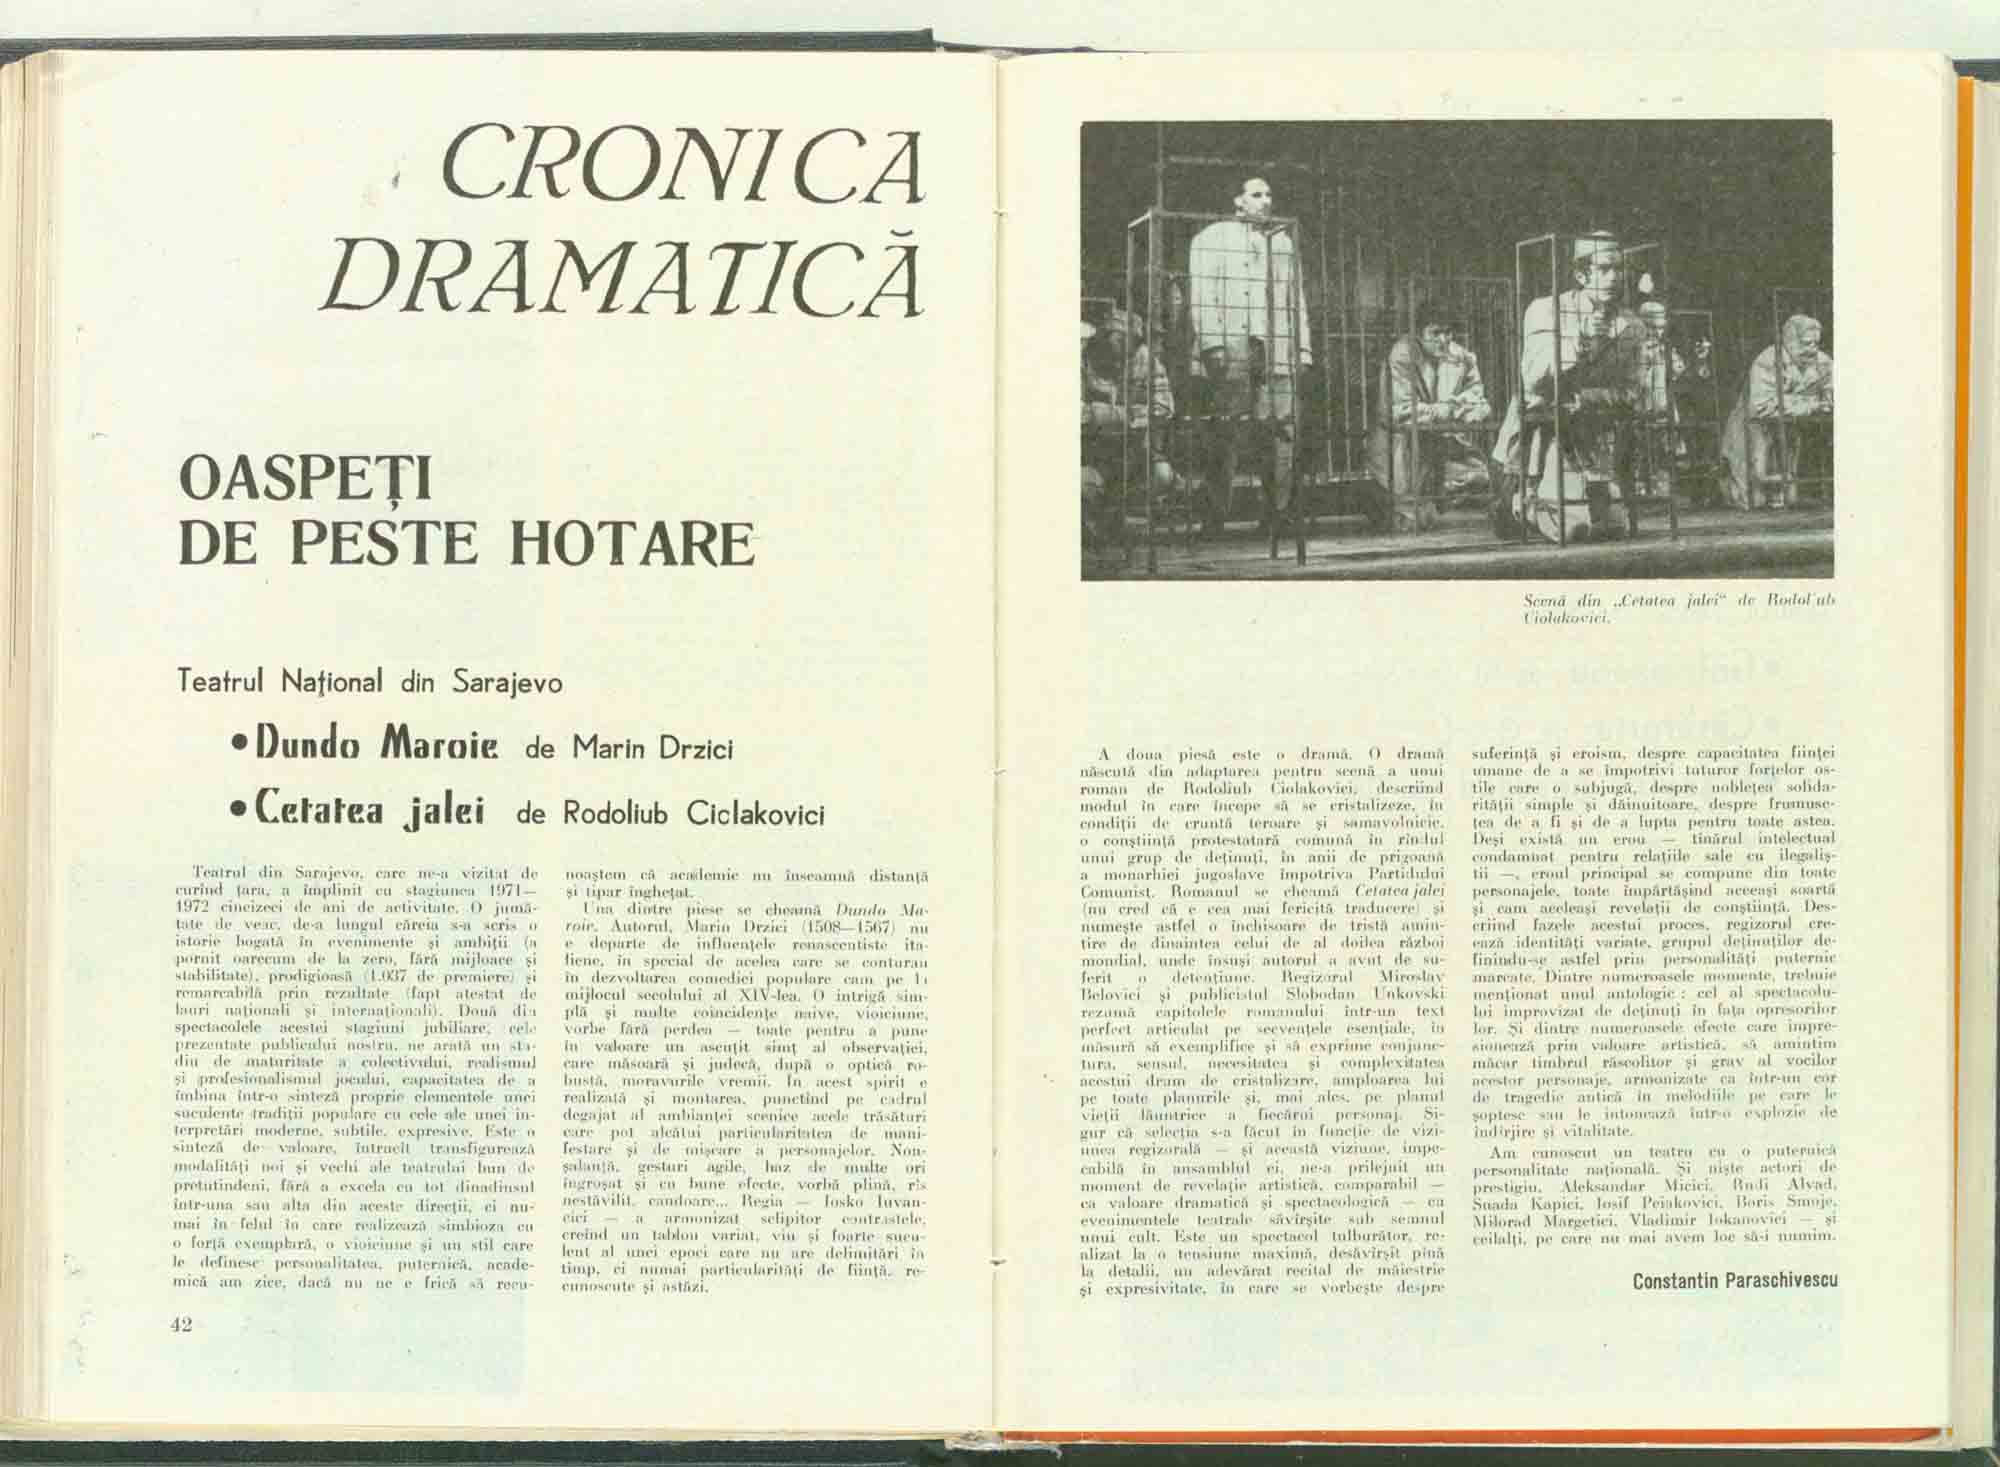 CRONICA
DRAMATICĂ
OASPEȚI
DE PESTE HOTARE
Teatrul Național din Sarajevo
• Dundo Maroie de Marin Drzici
• Cetatea jalei de Rodoliub Ciclakovici
Teatrul din Sarajevo, care ne-a vizitat de
curînd țara, a împlinit cu stagiunea 1971—
1972 cincizeci de ani de activitate. O jumă-
tate de veac, de-a lungul căreia s-a scris o
istorie bogată în evenimente și ambiții (a
pornit oarecum de la zero, fără mijloace și
stabilitate), prodigioasă (1.037 de premiere) și
remarcabilă prin rezultate (fapt atestat de
lauri naționali și internaționali). Două din
spectacolele acestei stagiuni jubiliare, cele
prezentate publicului nostru, ne arată un sta-
diu de maturitate a colectivului, realismul
și profesionalismul jocului, capacitatea de a
îmbina într-o sinteză proprie elementele unei
suculente tradiții populare cu cele ale unei in-
terpretări moderne, subtile, expresive. Este o
sinteză de valoare, întrucît transfigurează
modalități noi și vechi ale teatrului bun de
pretutindeni, fără a excela cu tot dinadinsul
într-una sau alta din aceste direcții, ci nu-
mai în felul în care realizează simbioza cu
o forță exemplară, o vioiciune și un stil care
le definesc personalitatea, puternică, acade-
mică am zice, dacă nu ne e frică să recu-
noaștem că academic nu înseamnă distanță
și tipar înghețat.
Una dintre piese se cheamă Dundo Ma-
roie. Autorul, Marin Drzici (1508—1567) nu
e departe de influențele renascentiste ita-
liene, în special de acelea care se conturau
în dezvoltarea comediei populare cam pe la
mijlocul secolului al XIV-lea. O intrigă sim-
plă și multe coincidențe naive, vioiciune,
vorbe fără perdea — toate pentru a pune
în valoare un ascuțit simț al observației,
care măsoară și judecă, după o optică ro-
bustă, moravurile vremii. În acest spirit e
realizată și montarea, punctînd pe cadrul
degajat al ambianței scenice acele trăsături
care pot alcătui particularitatea de mani-
festare și de mișcare a personajelor. Non-
șalanță, gesturi agile, haz de multe ori
îngroșat și cu bune efecte, vorbă plină, rîs
nestăvilit, candoare... Regia — Iosko Iuvan-
cici — a armonizat sclipitor contrastele,
creînd un tablou variat, viu și foarte sucu-
lent al unei epoci care nu are delimitări în
timp, ci numai particularități de ființă, re-
cunoscute și astăzi.
42
Scenă din „Cetatea jalei“ de Rodoliub
Ciolakovici.
A doua piesă este o dramă. O dramă
născută din adaptarea pentru scenă a unui
roman de Rodoliub Ciolakovici, descriind
modul în care începe să se cristalizeze, în
condiții de cruntă teroare și samavolnicie,
o conștiință protestatară comună în rîndul
unui grup de deținuți, în anii de prigoană
a monarhiei jugoslave împotriva Partidului
Comunist. Romanul se cheamă Cetatea jalei
(nu cred că e cea mai fericită traducere) și
numește astfel o închisoare de tristă amin-
tire de dinaintea celui de al doilea război
mondial, unde însuși autorul a avut de su-
ferit o detențiune. Regizorul Miroslav
Belovici și publicistul Slobodan Unkovski
rezumă capitolele romanului într-un text
perfect articulat pe secvențele esențiale, în
măsură să exemplifice și să exprime conjunc-
tura, sensul, necesitatea și complexitatea
acestui dram de cristalizare, amploarea lui
pe toate planurile și, mai ales, pe planul
vieții lăuntrice a fiecărui personaj. Si-
gur că selecția s-a făcut în funcție de vizi-
unea regizorală — și această viziune, impe-
cabilă în ansamblul ei, ne-a prilejuit un
moment de revelație artistică, comparabil —
ca valoare dramatică și spectacologică — cu
evenimentele teatrale săvîrșite sub semnul
unui cult. Este un spectacol tulburător, re-
alizat la o tensiune maximă, desăvîrșit pînă
la detalii, un adevărat recital de măiestrie
și expresivitate, în care se vorbește despre
suferință și eroism, despre capacitatea ființei
umane de a se împotrivi tuturor forțelor os-
tile care o subjugă, despre noblețea solida-
rității simple și dăinuitoare, despre frumuse-
țea de a fi și de a lupta pentru toate astea.
Deși există un erou — tînărul intelectual
condamnat pentru relațiile sale cu ilegaliș-
tii —, eroul principal se compune din toate
personajele, toate împărtășind aceeași soartă
și cam aceleași revelații de conștiință. Des-
criind fazele acestui proces, regizorul cre-
ează identități variate, grupul deținuților de-
finindu-se astfel prin personalități puternic
marcate. Dintre numeroasele momente, trebuie
menționat unul antologic : cel al spectacolu-
lui improvizat de deținuți în fața opresorilor
lor. Și dintre numeroasele efecte care impre-
sionează prin valoare artistică, să amintim
măcar timbrul răscolitor și grav al vocilor
acestor personaje, armonizate ca într-un cor
de tragedie antică în melodiile pe care le
șoptesc sau le intonează într-o explozie de
îndîrjire și vitalitate.
Am cunoscut un teatru cu o puternică
personalitate națională. Și niște actori de
prestigiu, Aleksandar Micici, Rudi Alvad,
Suada Kapici, Iosif Peiakovici, Boris Smoje,
Milorad Margetici, Vladimir Iokanovici — și
ceilalți, pe care nu mai avem loc să-i numim.
Constantin Paraschivescu